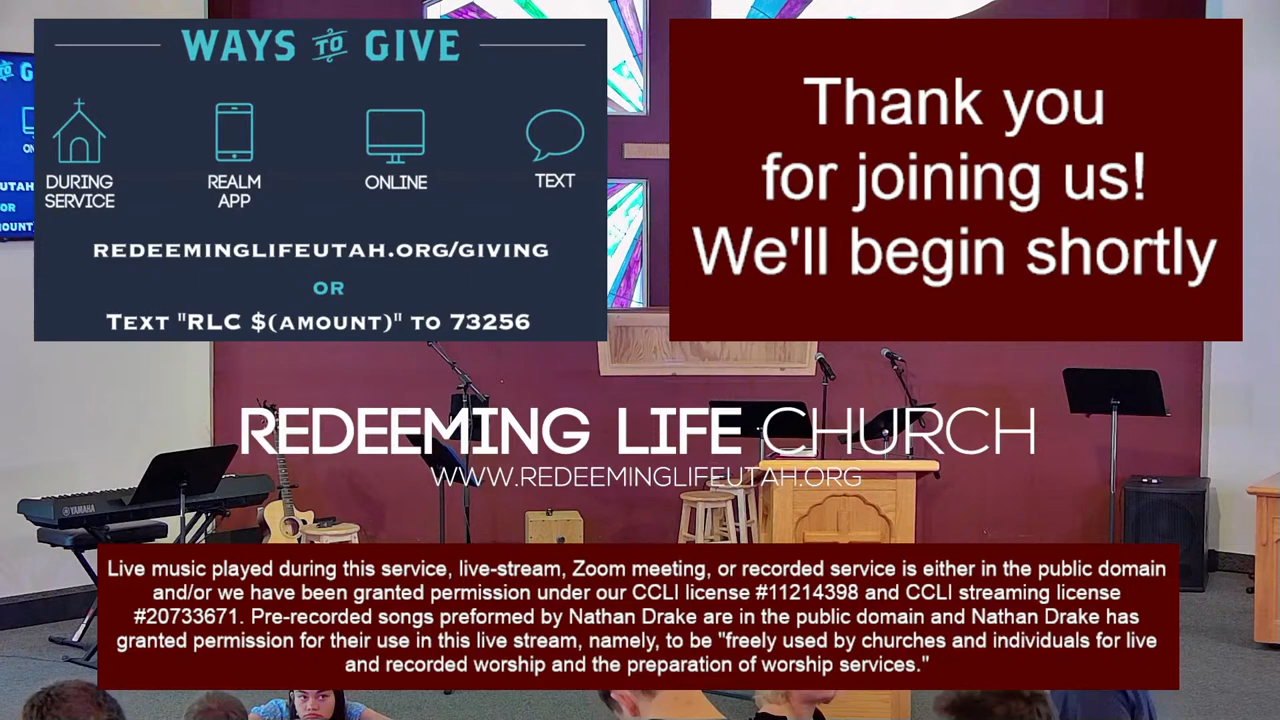 WAYS TO GIVE
DURING
SERVICE
REALM
APP
ONLINE
TEXT
REDEEMINGLIFEUTAH.ORG/GIVING
OR
TEXT "RLC $(AMOUNT)" TO 73256
Thank you
for joining us!
We'll begin shortly
REDEEMING LIFE CHURCH
WWW.REDEEMINGLIFEUTAH.ORG
YAMAHA
Live music played during this service, live-stream, Zoom meeting, or recorded service is either in the public domain
and/or we have been granted permission under our CCLI license #11214398 and CCLI streaming license
#20733671. Pre-recorded songs preformed by Nathan Drake are in the public domain and Nathan Drake has
granted permission for their use in this live stream, namely, to be "freely used by churches and individuals for live
and recorded worship and the preparation of worship services."